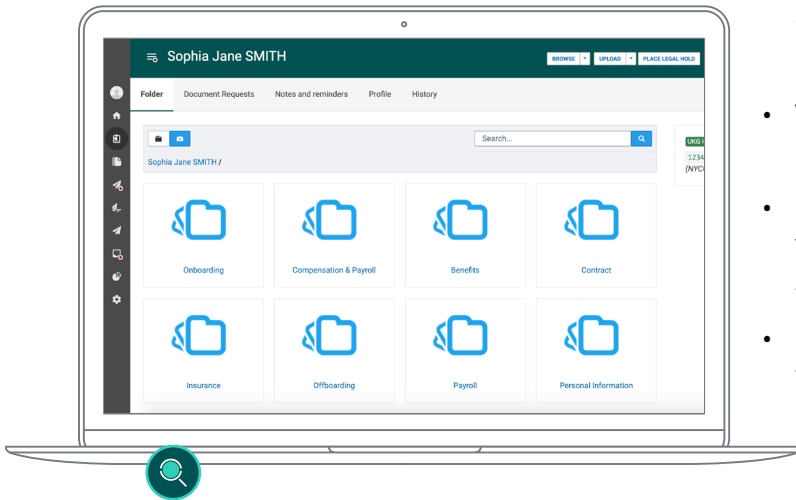 Sophia Jane SMITH
BROWSE UPLOAD PLACE LEGAL HOLD
Folder Document Requests Notes and reminders Profile History
Search...
UKG
Sophia Jane SMITH /
1234
Onboarding Compensation & Payroll Benefits Contract
Insurance Offboarding Payroll Personal Information